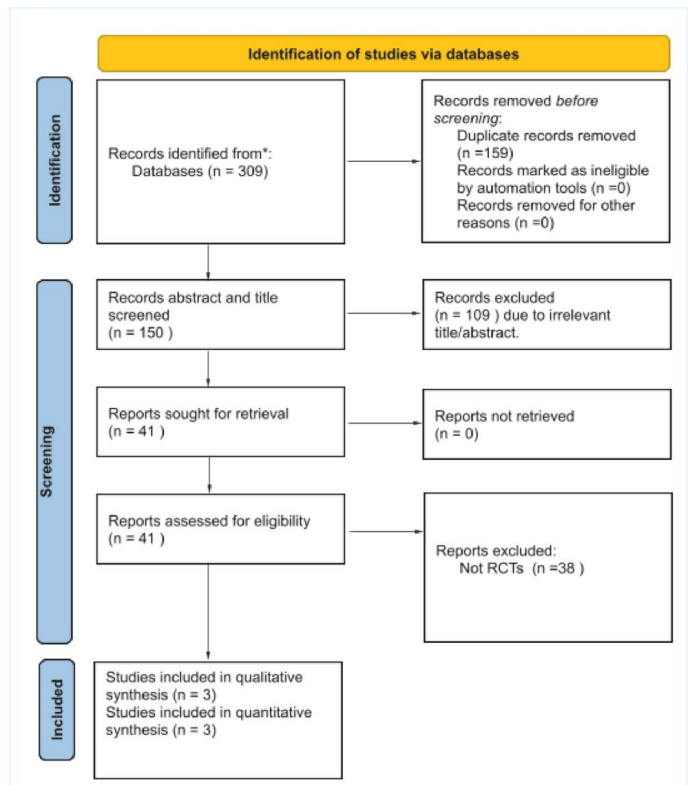 Identification of studies via databases
Identification
Records identified from*:
Databases (n = 309)
Records removed before
screening:
Duplicate records removed
(n =159)
Records marked as ineligible
by automation tools (n =0)
Records removed for other
reasons (n =0)
Screening
Records abstract and title
screened
(n = 150 )
Records excluded
(n = 109 ) due to irrelevant
title/abstract.
Reports sought for retrieval
(n = 41 )
Reports not retrieved
(n = 0)
Reports assessed for eligibility
(n = 41 )
Reports excluded:
Not RCTs (n =38 )
Included
Studies included in qualitative
synthesis (n = 3)
Studies included in quantitative
synthesis (n = 3)